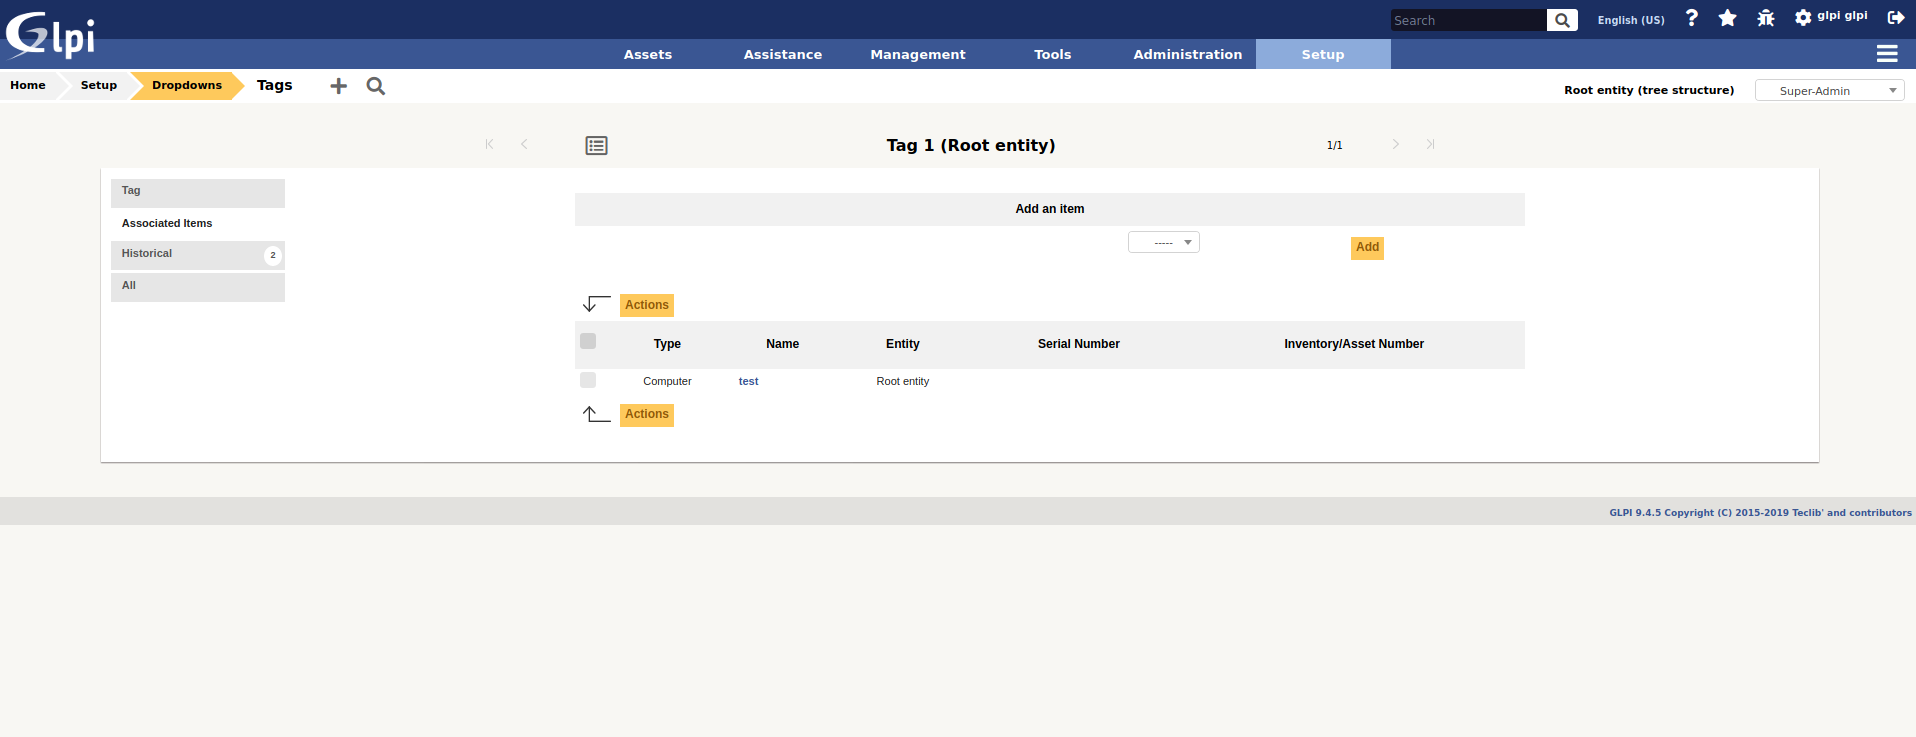 Glpi
Search
English (US)
glpi glpi
Assets
Assistance
Management
Tools
Administration
Setup
Home
Setup
Dropdowns
Tags
Root entity (tree structure)
Super-Admin
Tag 1 (Root entity)
1/1
Tag
Associated Items
Historical
2
All
Add an item
-----
Add
Actions
Type Name Entity Serial Number Inventory/Asset Number
Computer test Root entity
Actions
GLPI 9.4.5 Copyright (C) 2015-2019 Teclib' and contributors